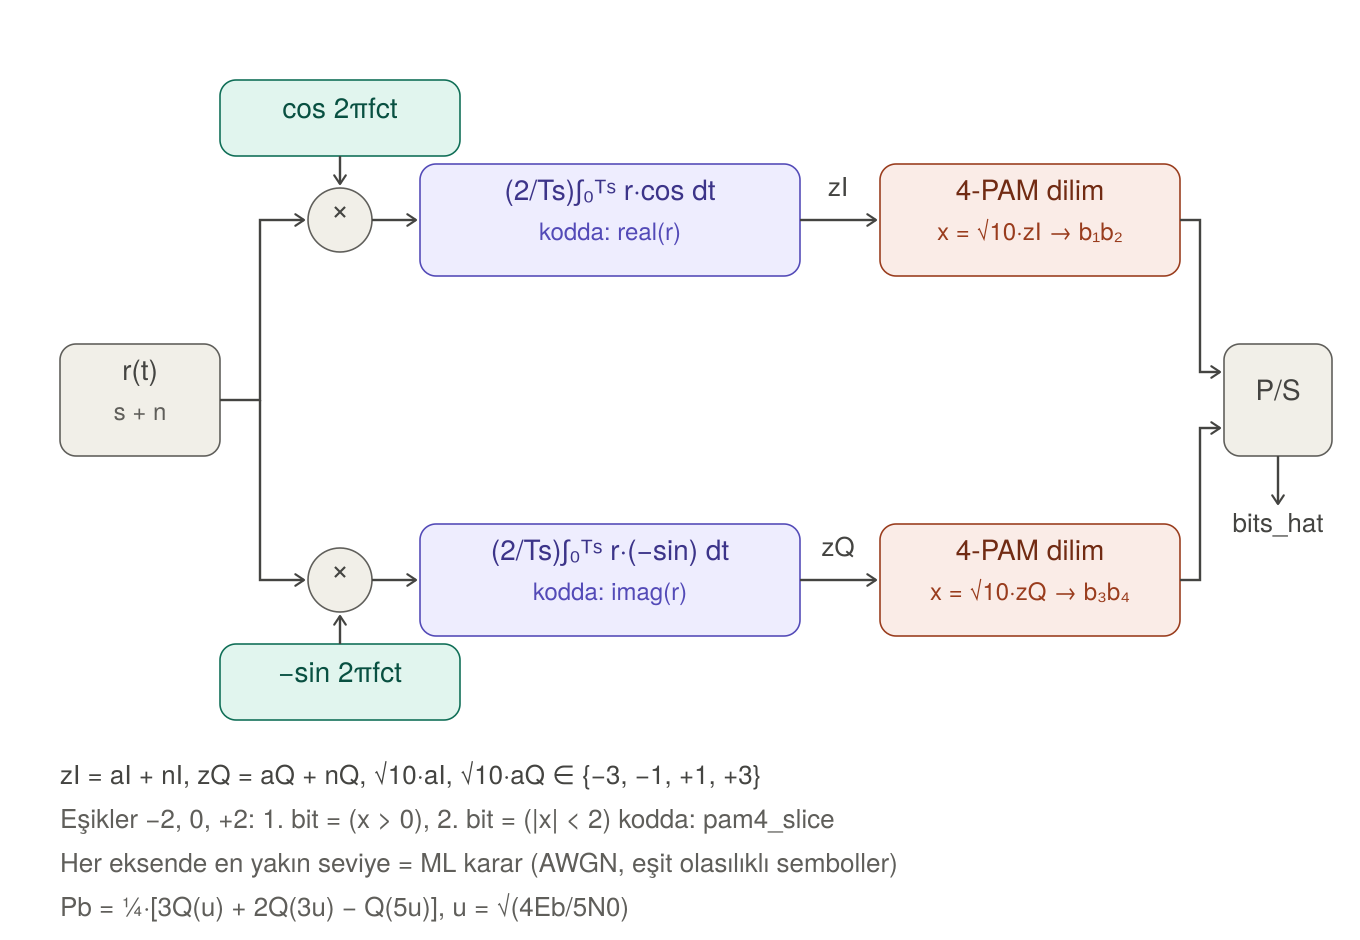 cos 2πfct
×
(2/Ts)∫₀ᵀˢ r·cos dt
kodda: real(r)
zI
4-PAM dilim
x = √10·zI → b₁b₂
r(t)
s + n
P/S
bits_hat
×
(2/Ts)∫₀ᵀˢ r·(−sin) dt
kodda: imag(r)
zQ
4-PAM dilim
x = √10·zQ → b₃b₄
−sin 2πfct
zI = aI + nI, zQ = aQ + nQ, √10·aI, √10·aQ ∈ {−3, −1, +1, +3}
Eşikler −2, 0, +2: 1. bit = (x > 0), 2. bit = (|x| < 2) kodda: pam4_slice
Her eksende en yakın seviye = ML karar (AWGN, eşit olasılıklı semboller)
Pb = ¼·[3Q(u) + 2Q(3u) − Q(5u)], u = √(4Eb/5N0)